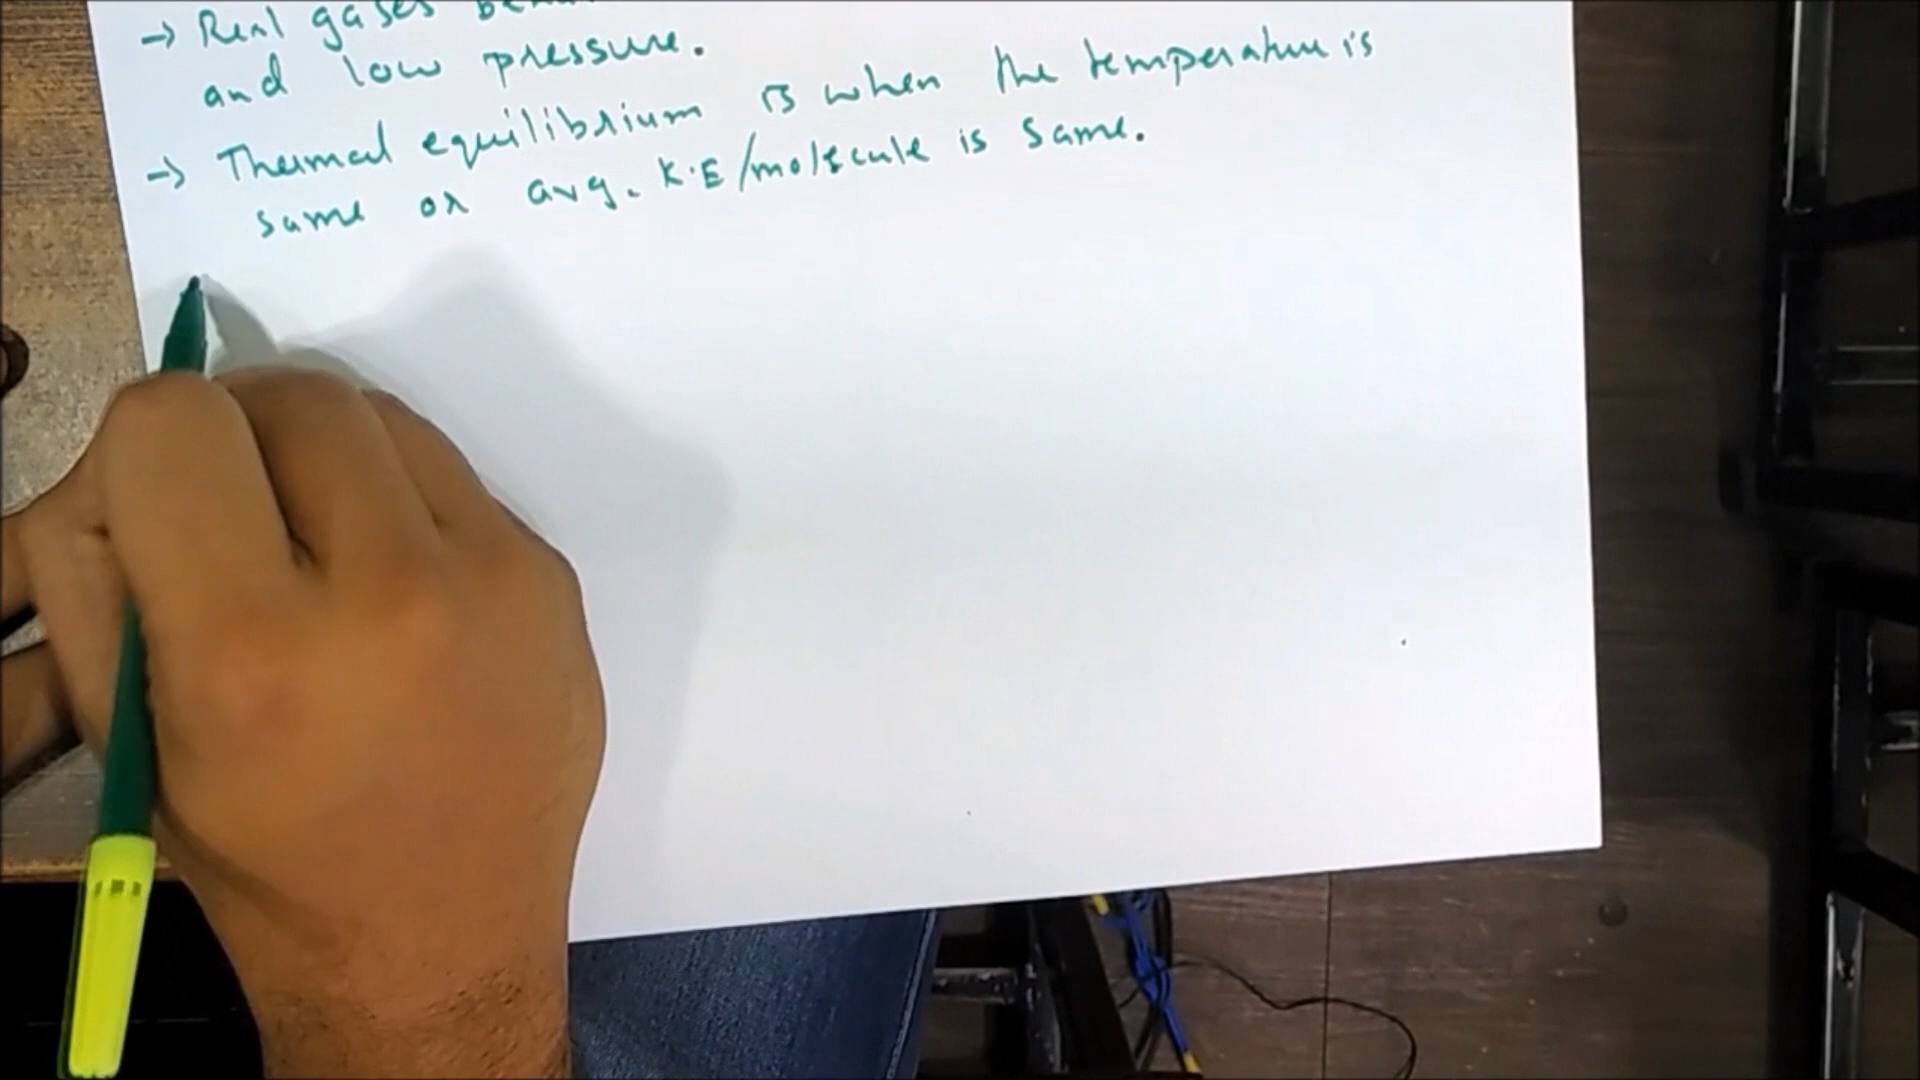 → Real gases
and low pressure.
→ Thermal equilibrium is when the temperature is
same or avg. K.E/molecule is same.